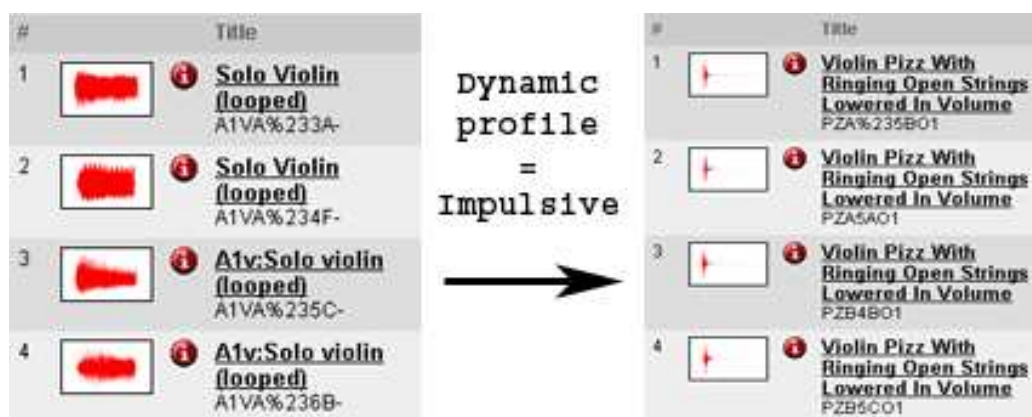 # Title
1 Solo Violin
(looped)
A1VA%233A-
2 Solo Violin
(looped)
A1VA%234F-
3 A1v:Solo violin
(looped)
A1VA%235C-
4 A1v:Solo violin
(looped)
A1VA%236B-
Dynamic
profile
=
Impulsive
# Title
1 Violin Pizz With
Ringing Open Strings
Lowered In Volume
PZA%235BO1
2 Violin Pizz With
Ringing Open Strings
Lowered In Volume
PZA5AO1
3 Violin Pizz With
Ringing Open Strings
Lowered In Volume
PZB4BO1
4 Violin Pizz With
Ringing Open Strings
Lowered In Volume
PZB5CO1